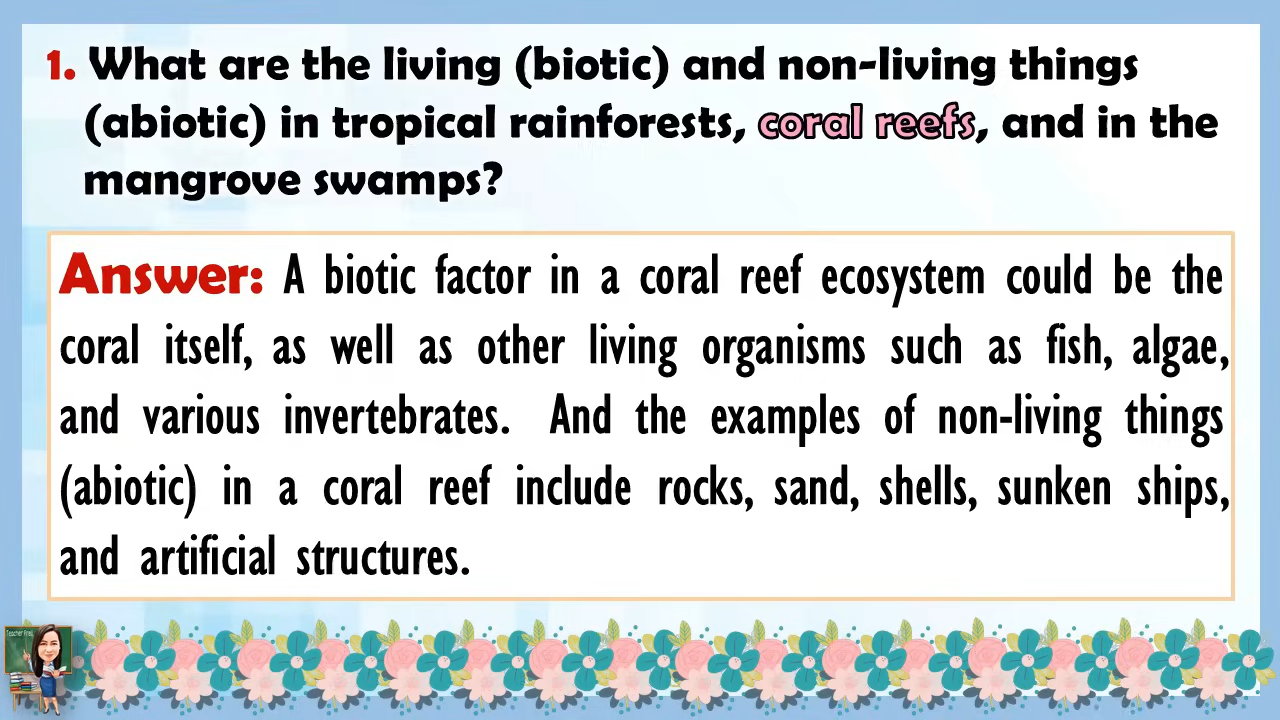 1. What are the living (biotic) and non-living things
(abiotic) in tropical rainforests, coral reefs, and in the
mangrove swamps?
Answer: A biotic factor in a coral reef ecosystem could be the
coral itself, as well as other living organisms such as fish, algae,
and various invertebrates. And the examples of non-living things
(abiotic) in a coral reef include rocks, sand, shells, sunken ships,
and artificial structures.